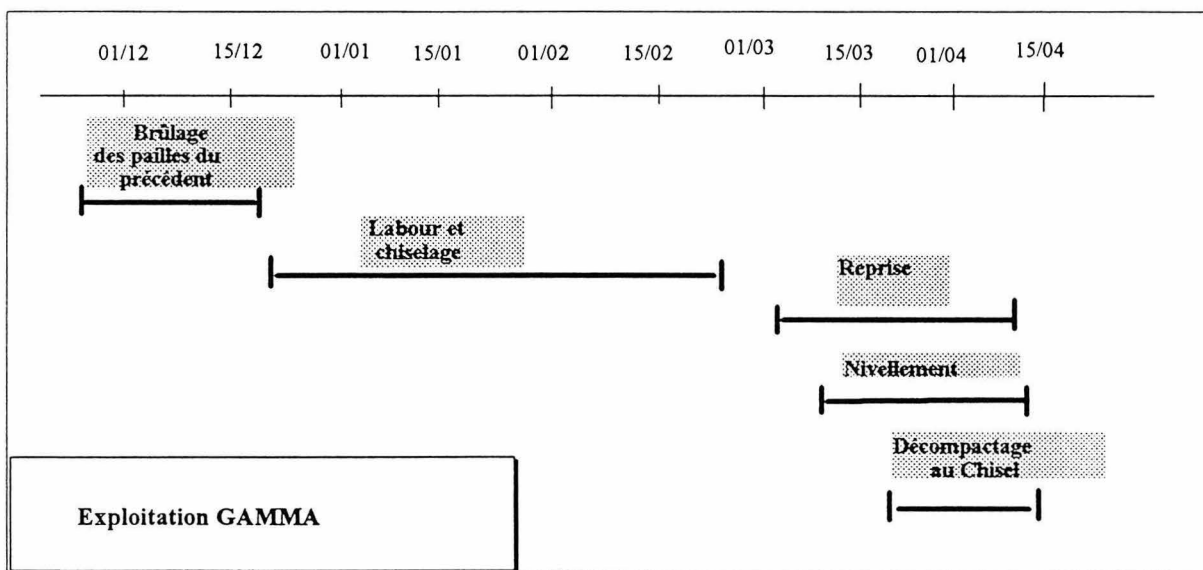 01/12 15/12 01/01 15/01 01/02 15/02 01/03 15/03 01/04 15/04
Brûlage
des pailles du
précédent
Labour et
chiselage
Reprise
Nivellement
Décompactage
au Chisel
Exploitation GAMMA